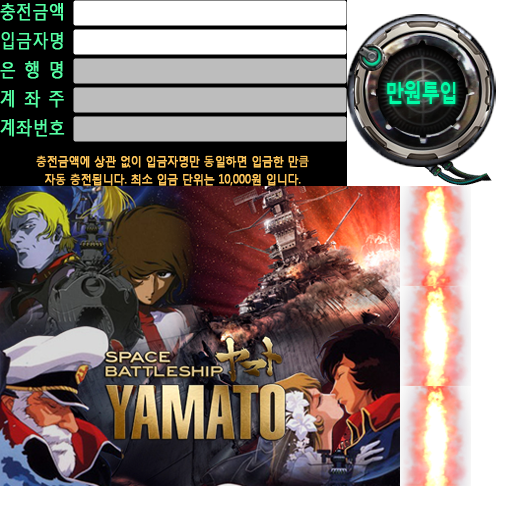 충전금액
입금자명
은 행 명
계 좌 주
계좌번호
만원투입
충전금액에 상관 없이 입금자명만 동일하면 입금한 만큼
자동 충전됩니다. 최소 입금 단위는 10,000원 입니다.
SPACE
BATTLESHIP ヤマト
YAMATO